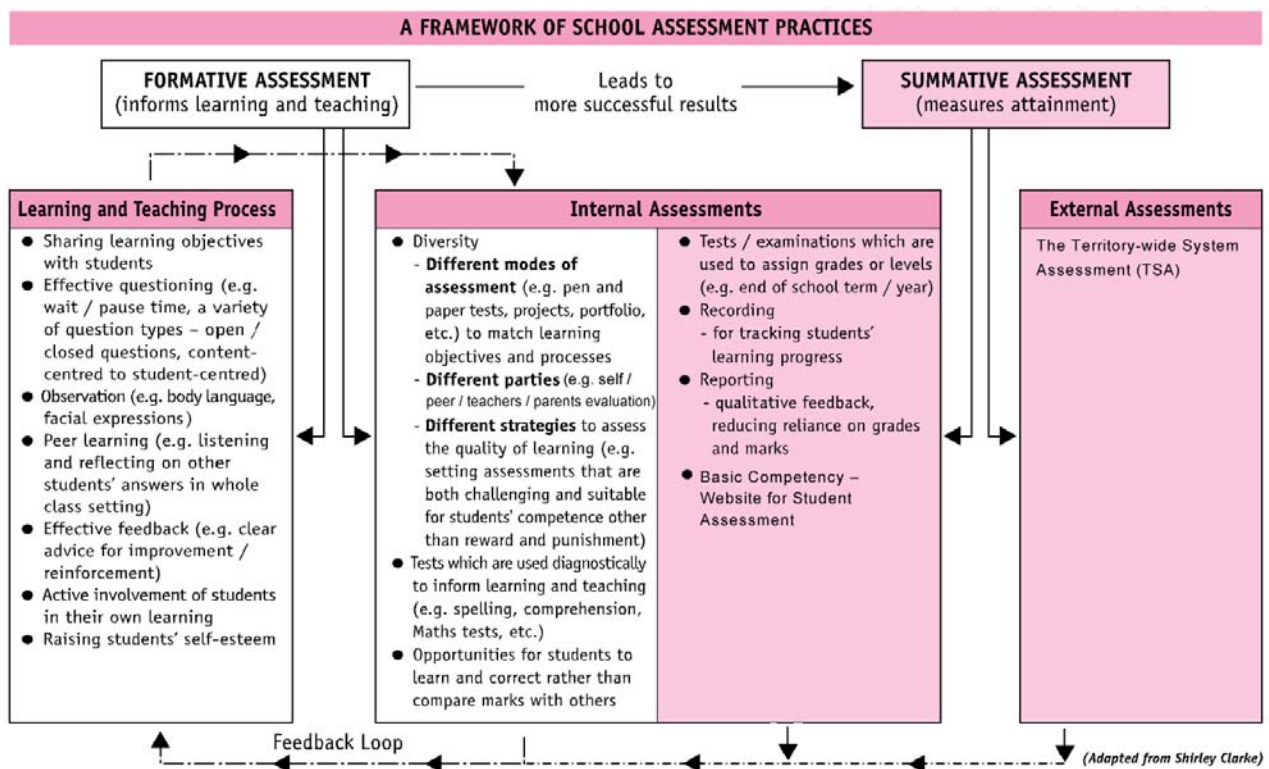 A FRAMEWORK OF SCHOOL ASSESSMENT PRACTICES
FORMATIVE ASSESSMENT
(informs learning and teaching)
Leads to
more successful results
SUMMATIVE ASSESSMENT
(measures attainment)
Learning and Teaching Process
● Sharing learning objectives
with students
● Effective questioning (e.g.
wait / pause time, a variety
of question types – open /
closed questions, content-
centred to student-centred)
● Observation (e.g. body language,
facial expressions)
● Peer learning (e.g. listening
and reflecting on other
students' answers in whole
class setting)
● Effective feedback (e.g. clear
advice for improvement /
reinforcement)
● Active involvement of students
in their own learning
● Raising students' self-esteem
Internal Assessments
● Diversity
- Different modes of
assessment (e.g. pen and
paper tests, projects, portfolio,
etc.) to match learning
objectives and processes
- Different parties (e.g. self /
peer / teachers / parents evaluation)
- Different strategies to assess
the quality of learning (e.g.
setting assessments that are
both challenging and suitable
for students' competence other
than reward and punishment)
● Tests which are used diagnostically
to inform learning and teaching
(e.g. spelling, comprehension,
Maths tests, etc.)
● Opportunities for students to
learn and correct rather than
compare marks with others
● Tests / examinations which are
used to assign grades or levels
(e.g. end of school term / year)
● Recording
- for tracking students'
learning progress
● Reporting
- qualitative feedback,
reducing reliance on grades
and marks
● Basic Competency –
Website for Student
Assessment
External Assessments
The Territory-wide System
Assessment (TSA)
Feedback Loop
(Adapted from Shirley Clarke)